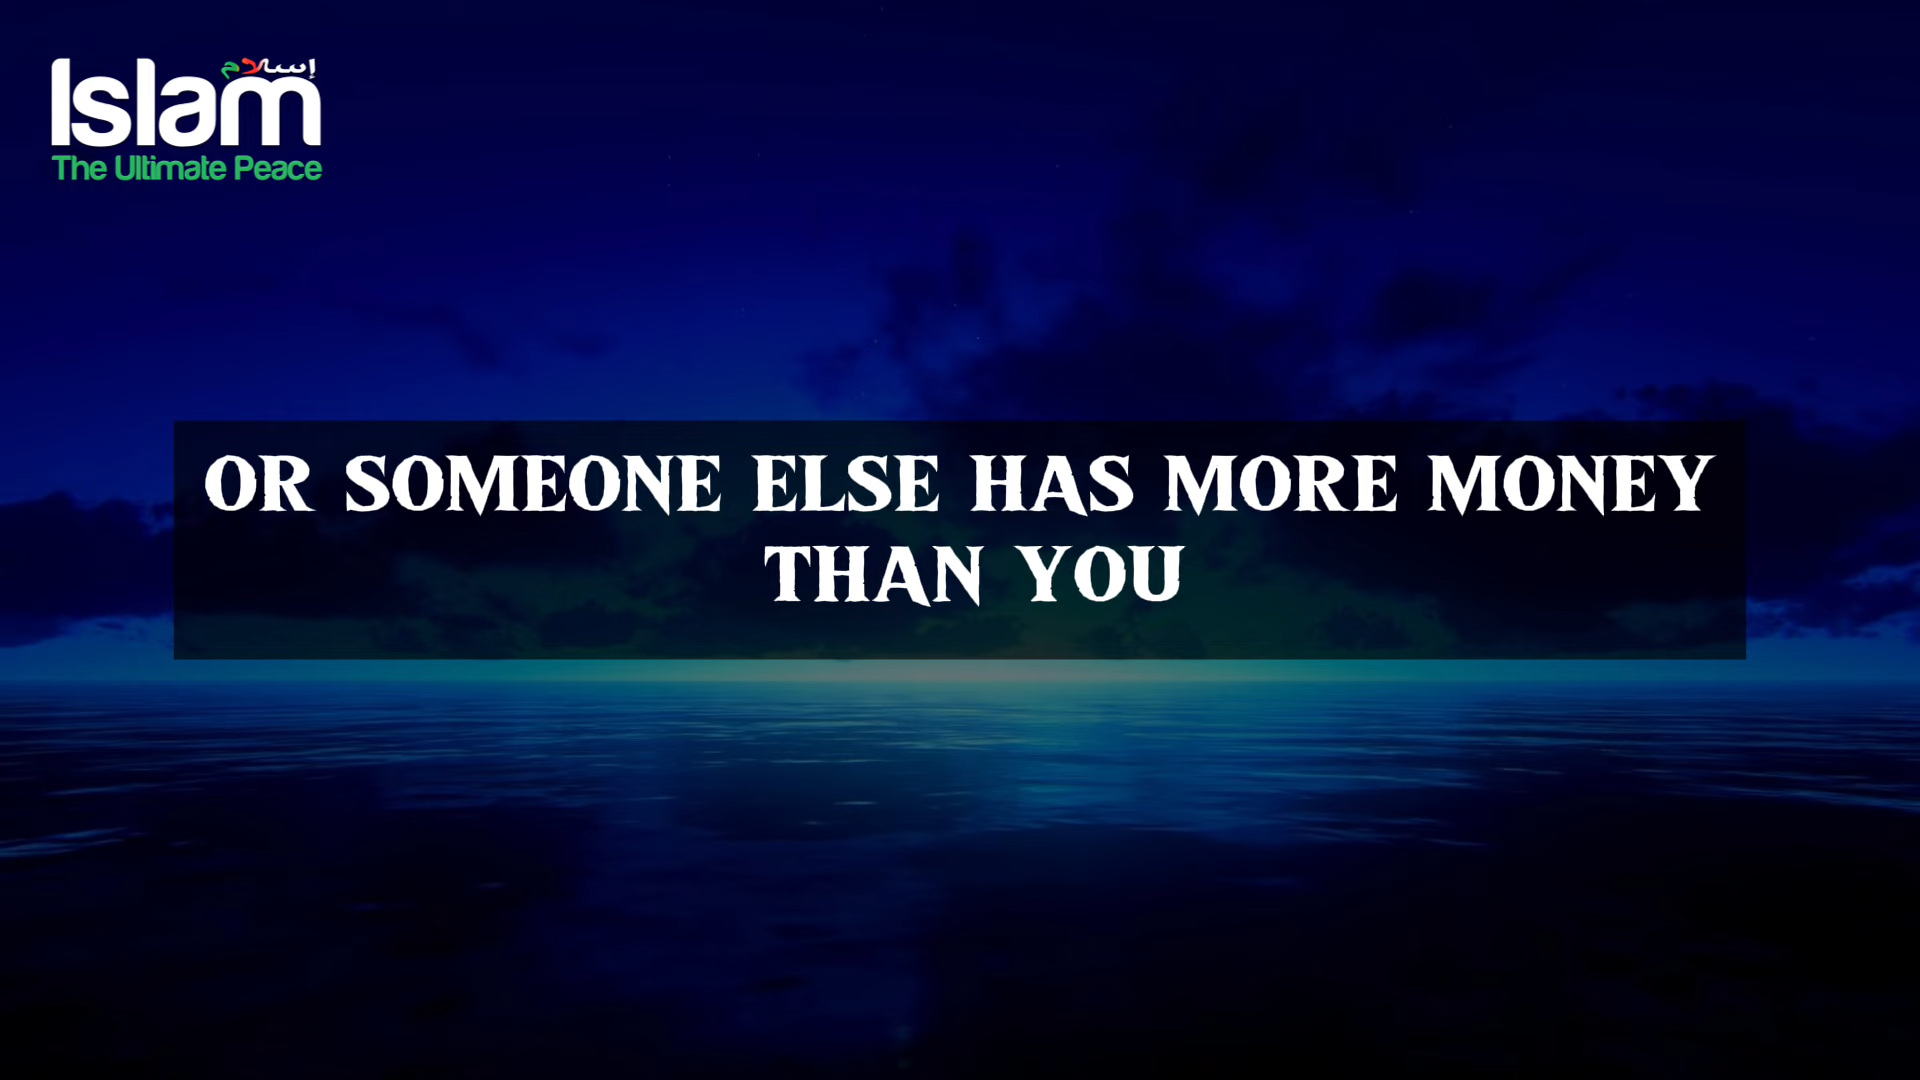 إسلام
Islam
The Ultimate Peace
OR SOMEONE ELSE HAS MORE MONEY
THAN YOU